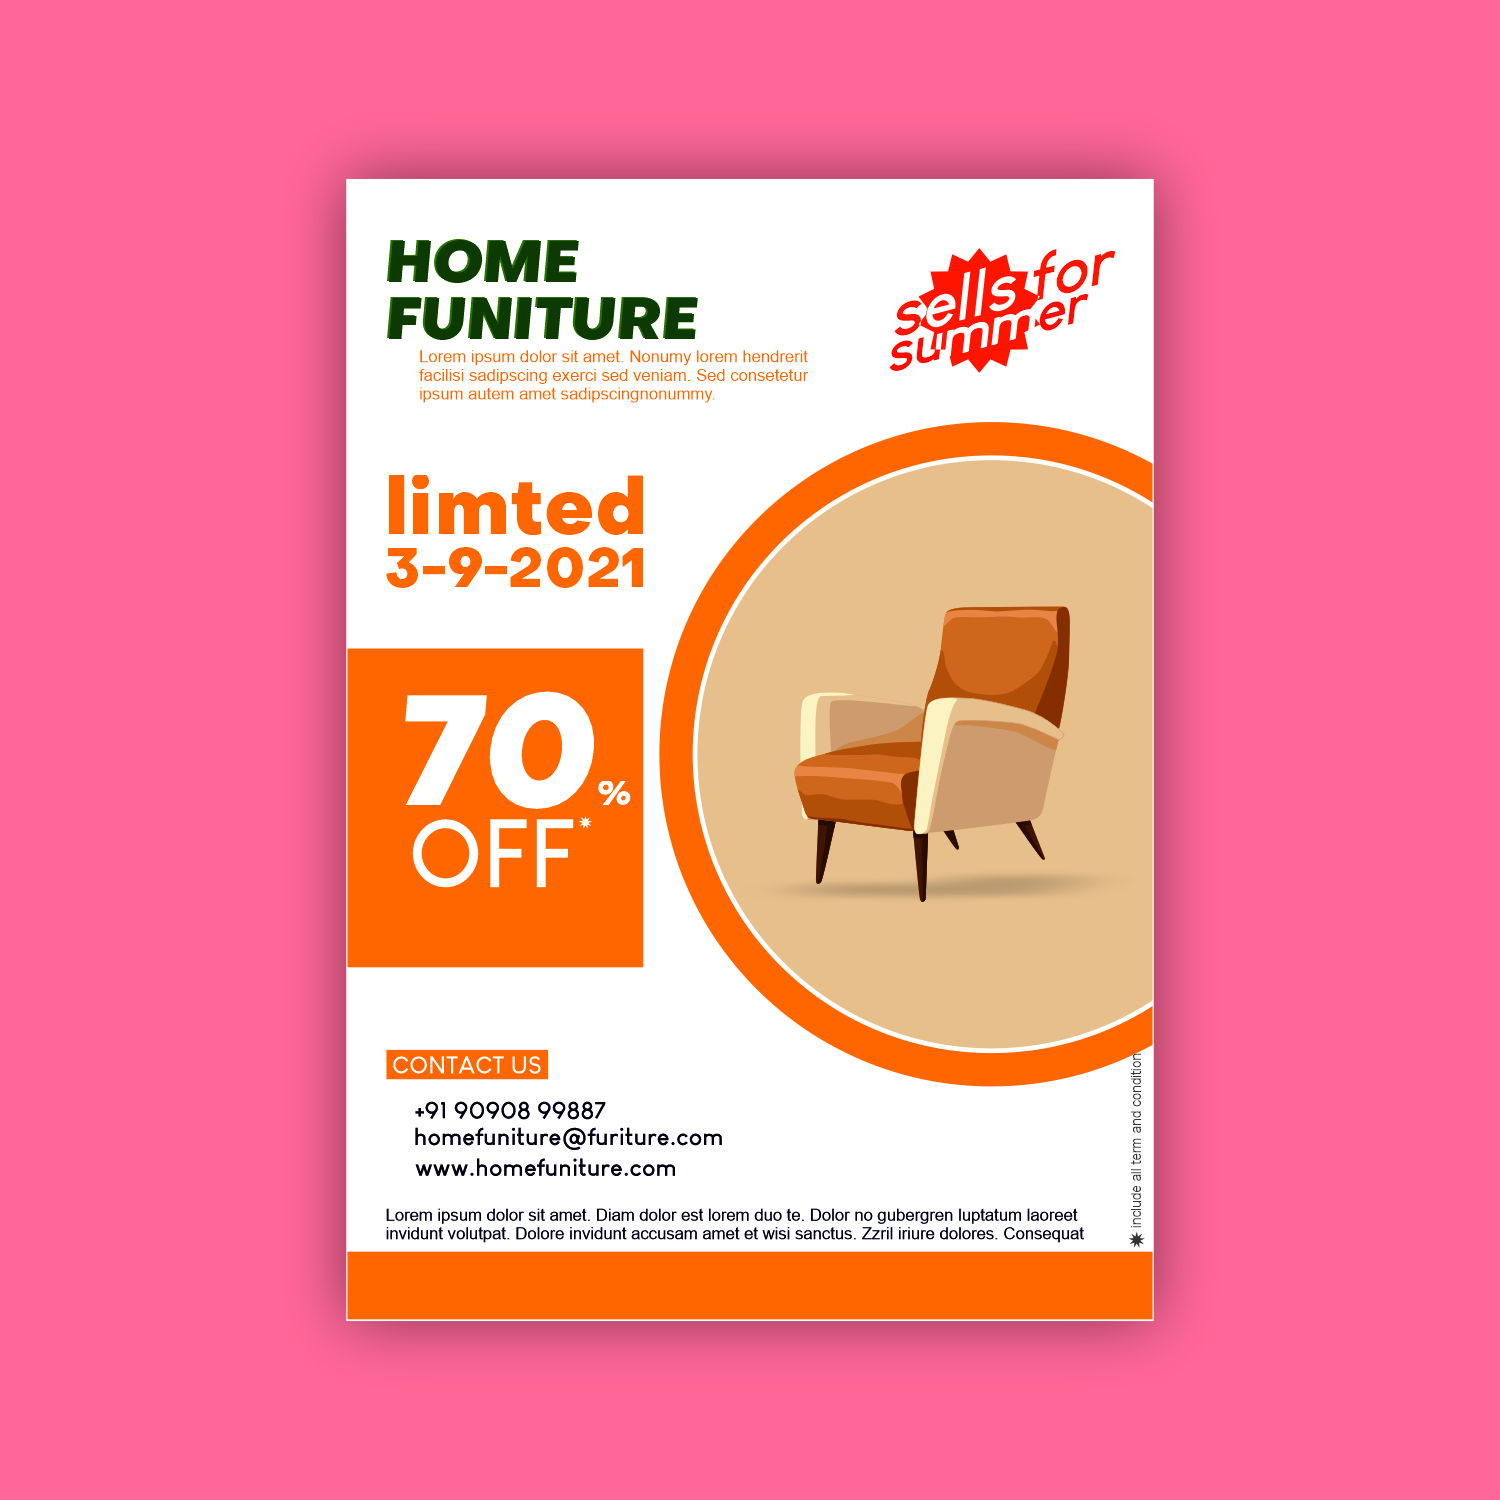 HOME
FUNITURE
Lorem ipsum dolor sit amet. Nonumy lorem hendrerit
facilisi sadipscing exerci sed veniam. Sed consetetur
ipsum autem amet sadipscingnonummy.
sells for
summer
limted
3-9-2021
70%
OFF*
CONTACT US
+91 90908 99887
homefuniture@furiture.com
www.homefuniture.com
Lorem ipsum dolor sit amet. Diam dolor est lorem duo te. Dolor no gubergren luptatum laoreet
invidunt volutpat. Dolore invidunt accusam amet et wisi sanctus. Zzril iriure dolores. Consequat
* include all term and condition